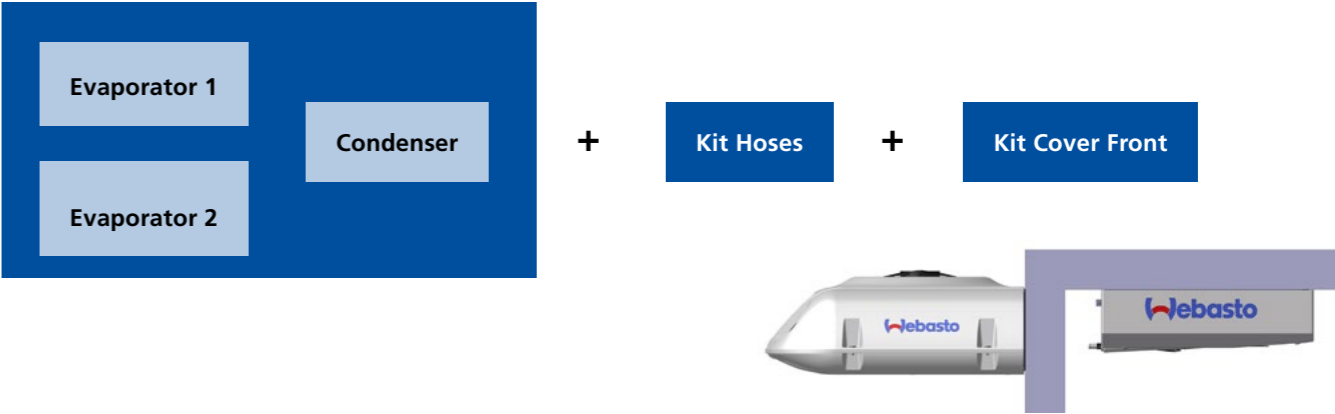 Evaporator 1
Condenser
Evaporator 2
+
Kit Hoses
+
Kit Cover Front
Webasto
Webasto